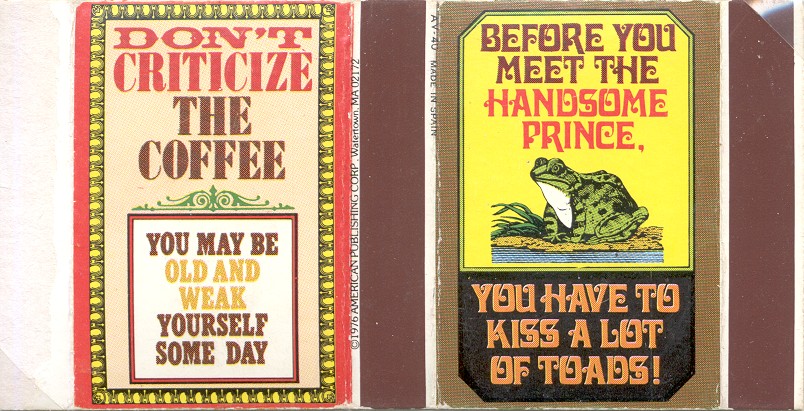 DON'T
CRITICIZE
THE
COFFEE
YOU MAY BE
OLD AND
WEAK
YOURSELF
SOME DAY
©1976 AMERICAN PUBLISHING CORP. Watertown, MA 02172
AV-40 MADE IN SPAIN
BEFORE YOU
MEET THE
HANDSOME
PRINCE,
YOU HAVE TO
KISS A LOT
OF TOADS!